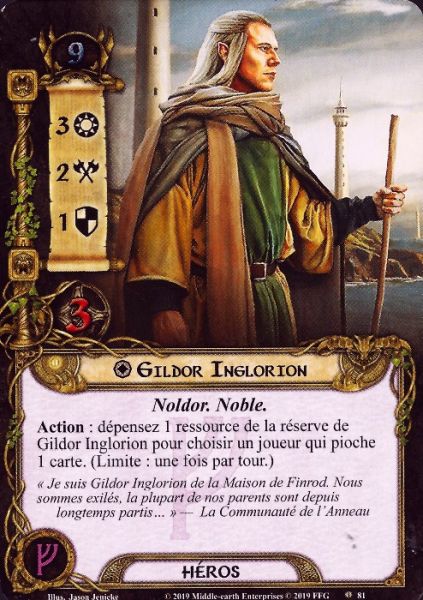 9
3
2
1
3
Gildor Inglorion
Noldor. Noble.
Action : dépensez 1 ressource de la réserve de
Gildor Inglorion pour choisir un joueur qui pioche
1 carte. (Limite : une fois par tour.)
« Je suis Gildor Inglorion de la Maison de Finrod. Nous
sommes exilés, la plupart de nos parents sont depuis
longtemps partis… » — La Communauté de l'Anneau
HÉROS
Illus. Jason Jenicke © 2019 Middle-earth Enterprises © 2019 FFG 81